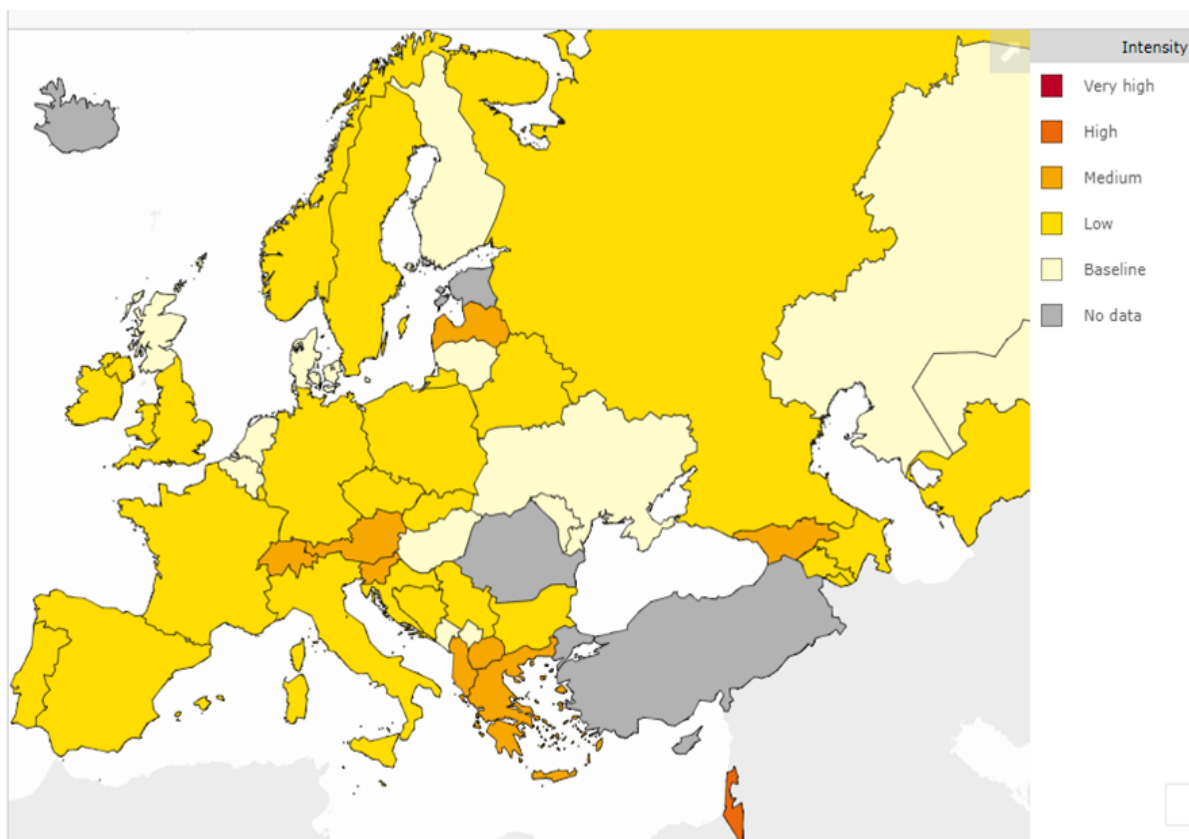 Intensity
Very high
High
Medium
Low
Baseline
No data